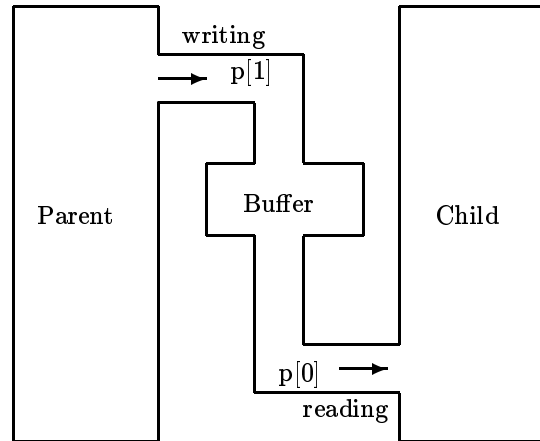 writing
p[1]
Parent
Buffer
Child
p[0]
reading